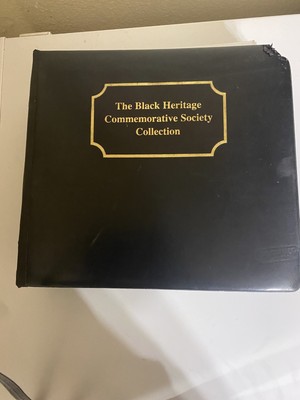 The Black Heritage
Commemorative Society
Collection